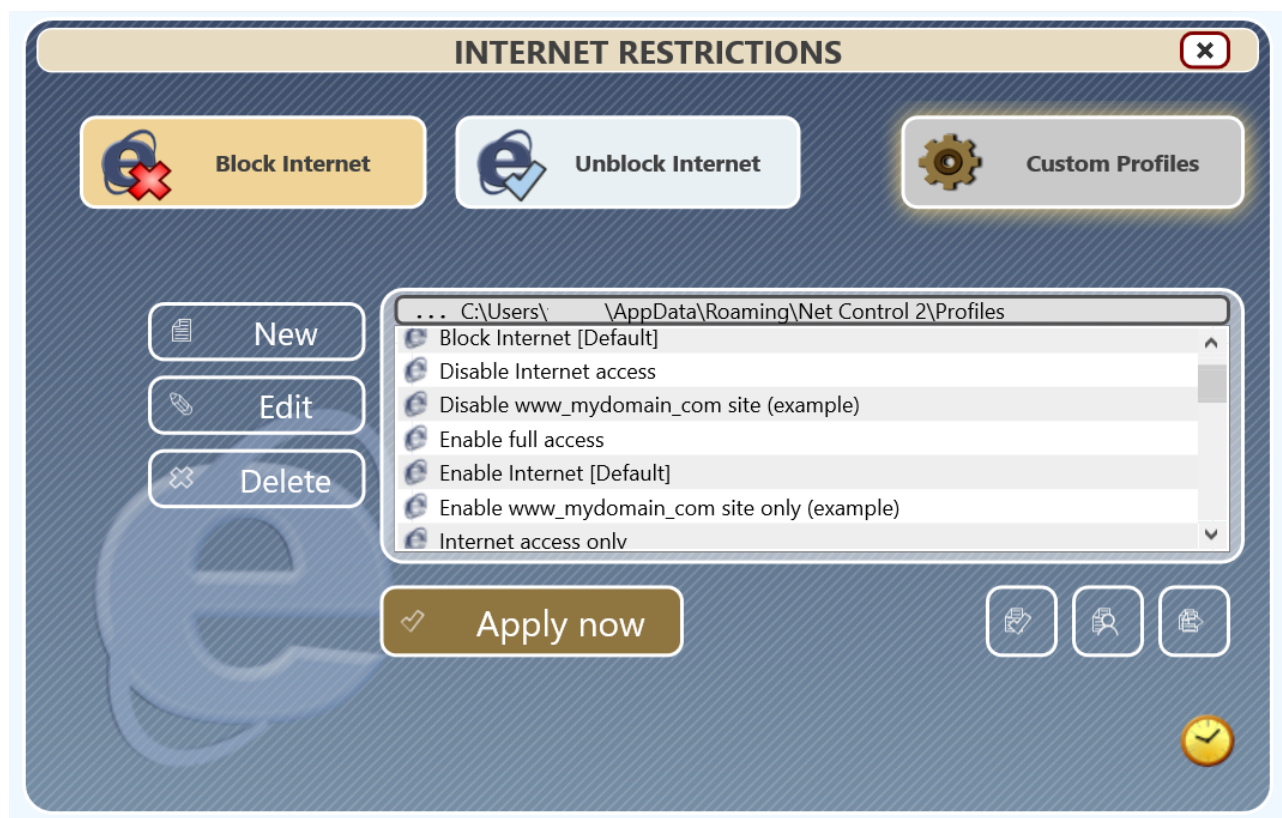 INTERNET RESTRICTIONS
Block Internet
Unblock Internet
Custom Profiles
New
Edit
Delete
... C:\Users\ \AppData\Roaming\Net Control 2\Profiles
Block Internet [Default]
Disable Internet access
Disable www_mydomain_com site (example)
Enable full access
Enable Internet [Default]
Enable www_mydomain_com site only (example)
Internet access only
Apply now